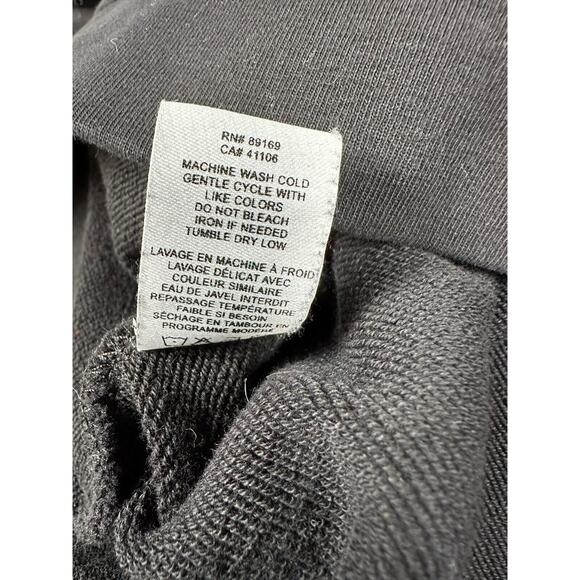 RN# 89169
CA# 41106
MACHINE WASH COLD
GENTLE CYCLE WITH
LIKE COLORS
DO NOT BLEACH
IRON IF NEEDED
TUMBLE DRY LOW
LAVAGE EN MACHINE À FROID
LAVAGE DÉLICAT AVEC
COULEUR SIMILAIRE
EAU DE JAVEL INTERDIT
REPASSAGE TEMPÉRATURE
FAIBLE SI BESOIN
SÉCHAGE EN TAMBOUR EN
PROGRAMME MODÉRÉ